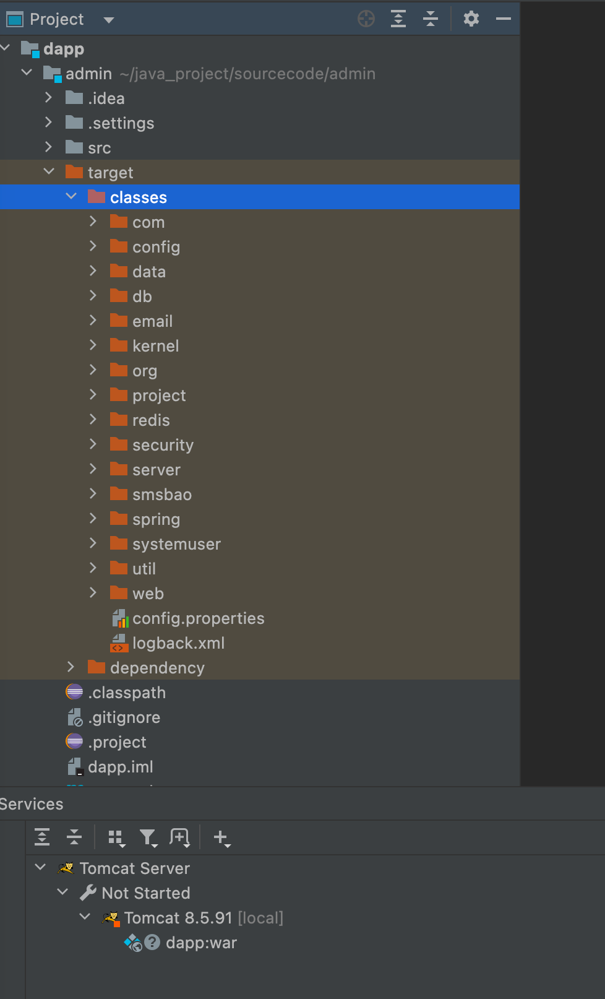 Project
dapp
admin ~/java_project/sourcecode/admin
.idea
.settings
src
target
classes
com
config
data
db
email
kernel
org
project
redis
security
server
smsbao
spring
systemuser
util
web
config.properties
logback.xml
dependency
.classpath
.gitignore
.project
dapp.iml
Services
Tomcat Server
Not Started
Tomcat 8.5.91 [local]
dapp:war